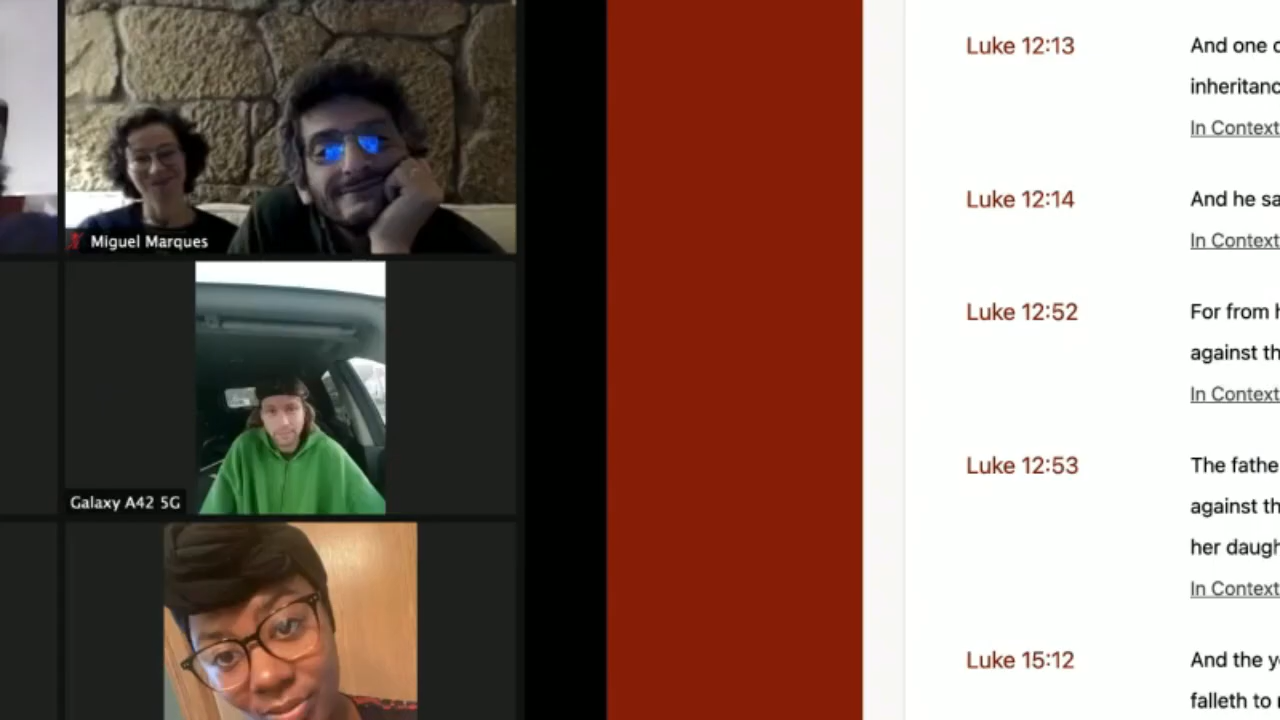 Miguel Marques
Galaxy A42 5G
Luke 12:13
And one
inheritanc
In Context
Luke 12:14
And he sa
In Context
Luke 12:52
For from h
against th
In Context
Luke 12:53
The fathe
against th
her daugh
In Context
Luke 15:12
And the y
falleth to